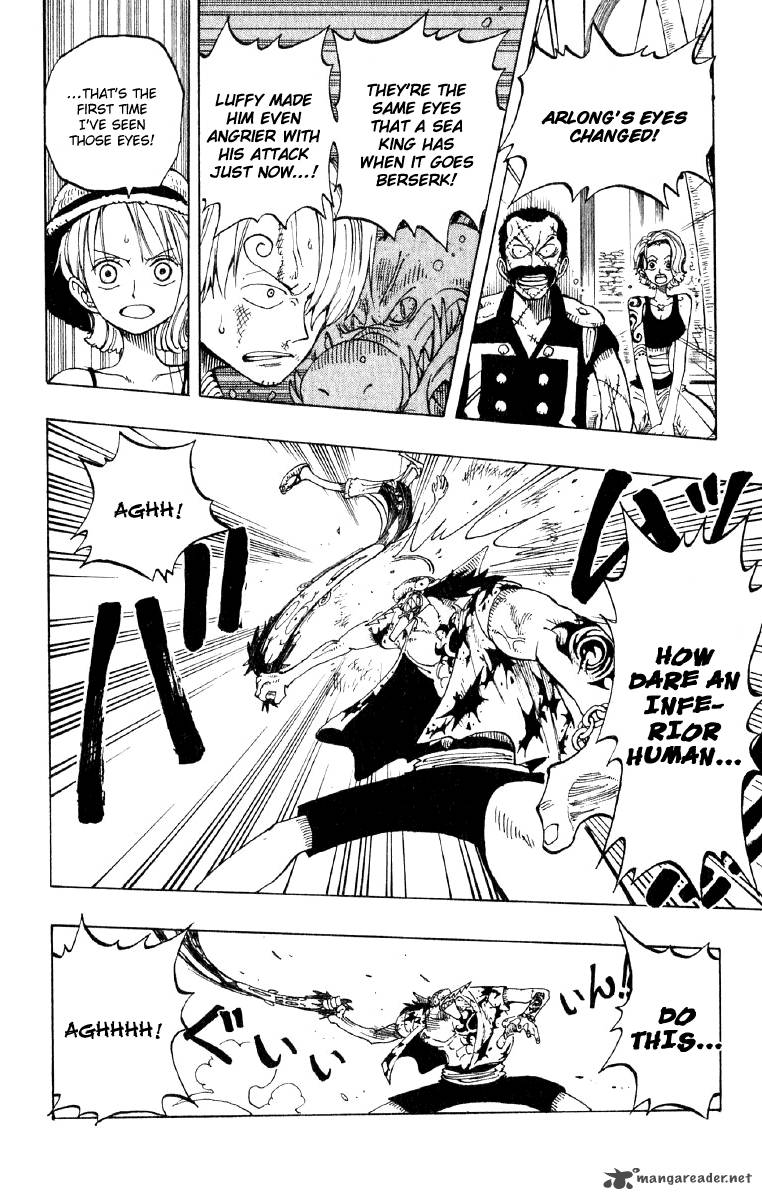 ARLONG'S EYES
CHANGED!
THEY'RE THE
SAME EYES
THAT A SEA
KING HAS
WHEN IT GOES
BERSERK!
LUFFY MADE
HIM EVEN
ANGRIER WITH
HIS ATTACK
JUST NOW...!
...THAT'S THE
FIRST TIME
I'VE SEEN
THOSE EYES!
HOW
DARE AN
INFE-
RIOR
HUMAN...
AGHH!
DO
THIS...
ぐいい
いん!!
AGHHHH!
mangareader.net